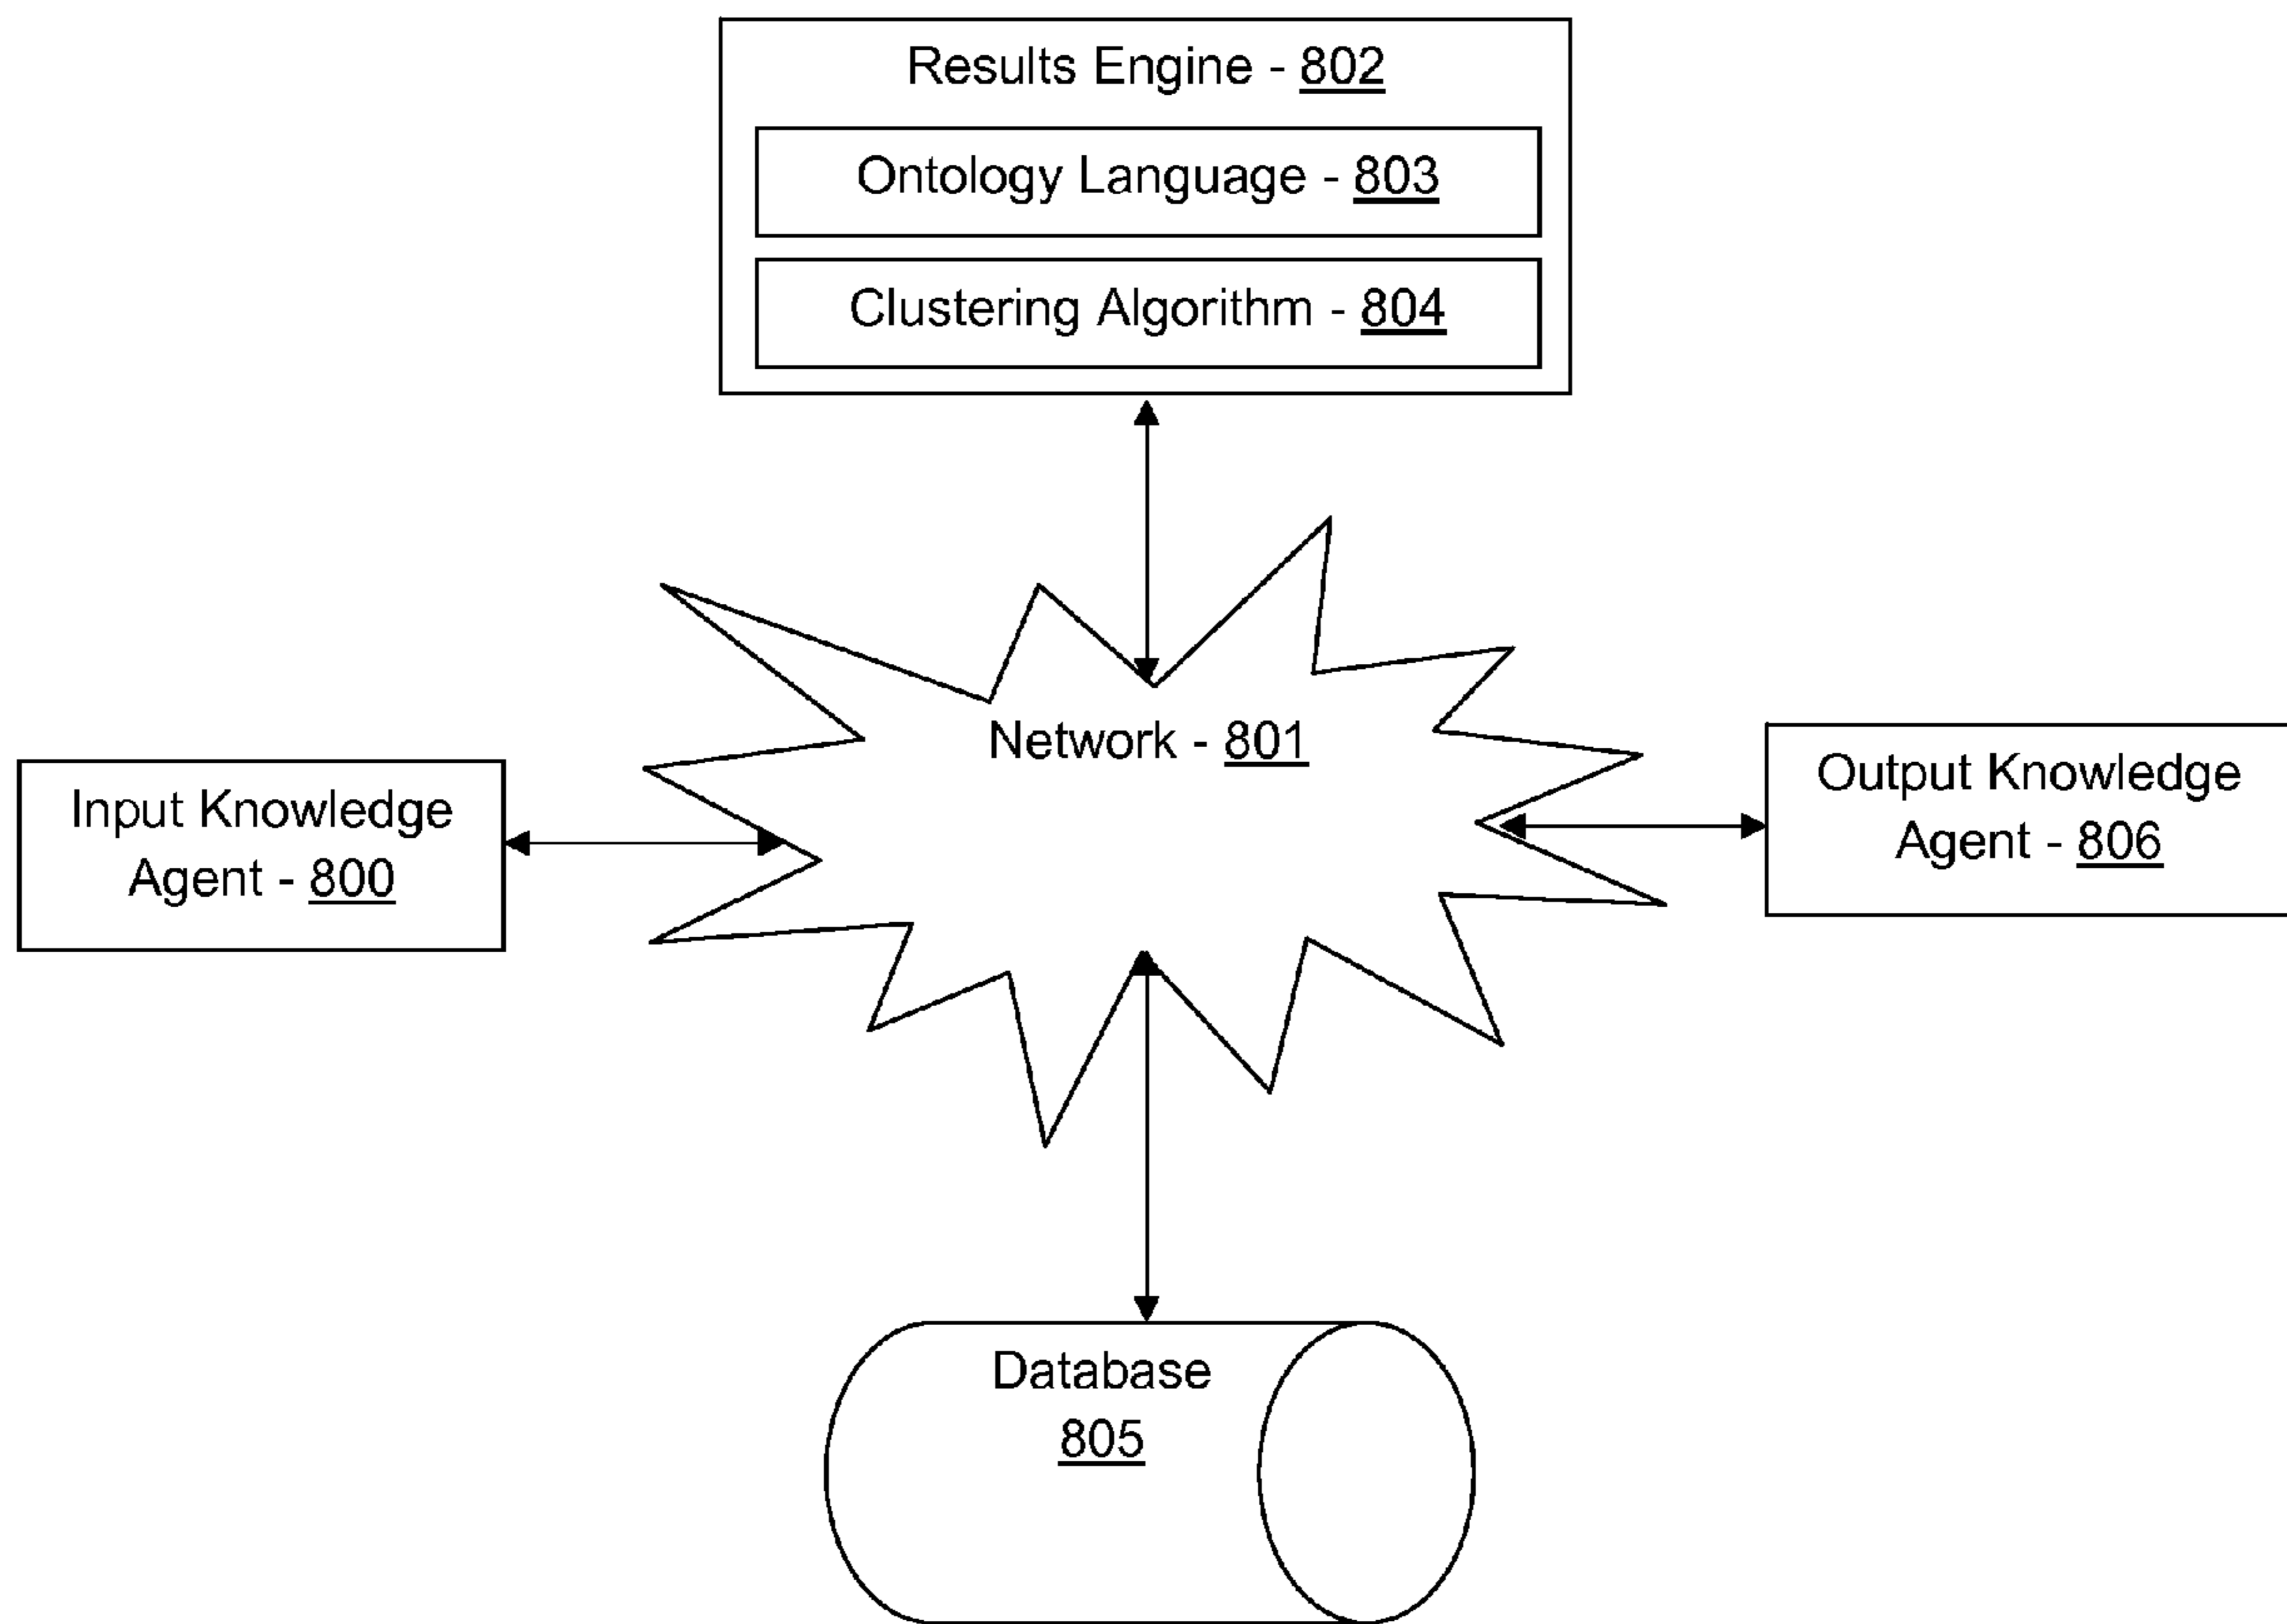 Results Engine - 802
Ontology Language - 803
Clustering Algorithm - 804
Network - 801
Input Knowledge
Agent - 800
Output Knowledge
Agent - 806
Database
805